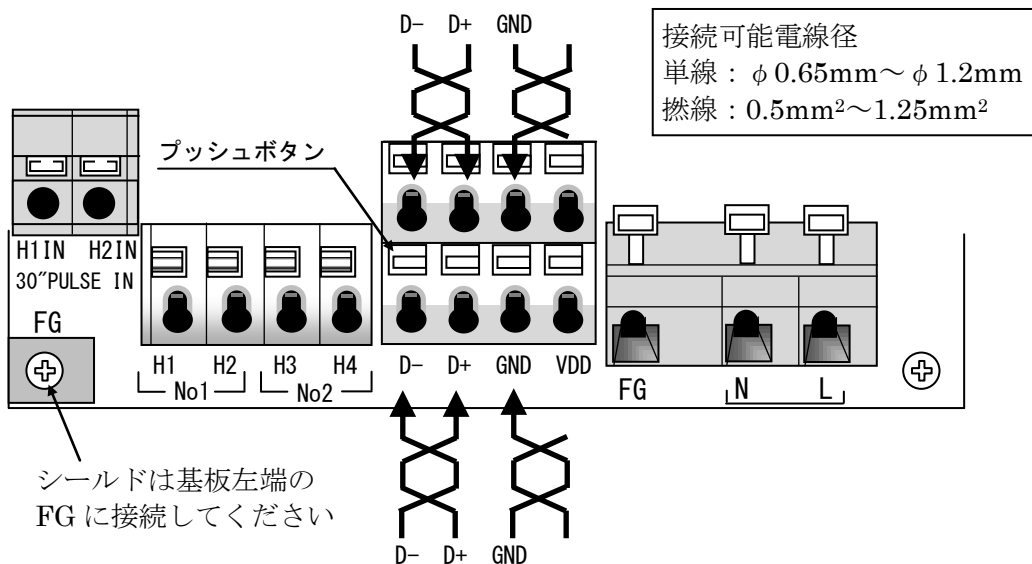 D- D+ GND
接続可能電線径
単線：φ0.65mm～φ1.2mm
撚線：0.5mm²～1.25mm²
プッシュボタン
H1IN H2IN
30″PULSE IN
FG
H1 H2 H3 H4
No1 No2
D- D+ GND VDD
FG N L
シールドは基板左端の
FG に接続してください
D- D+ GND